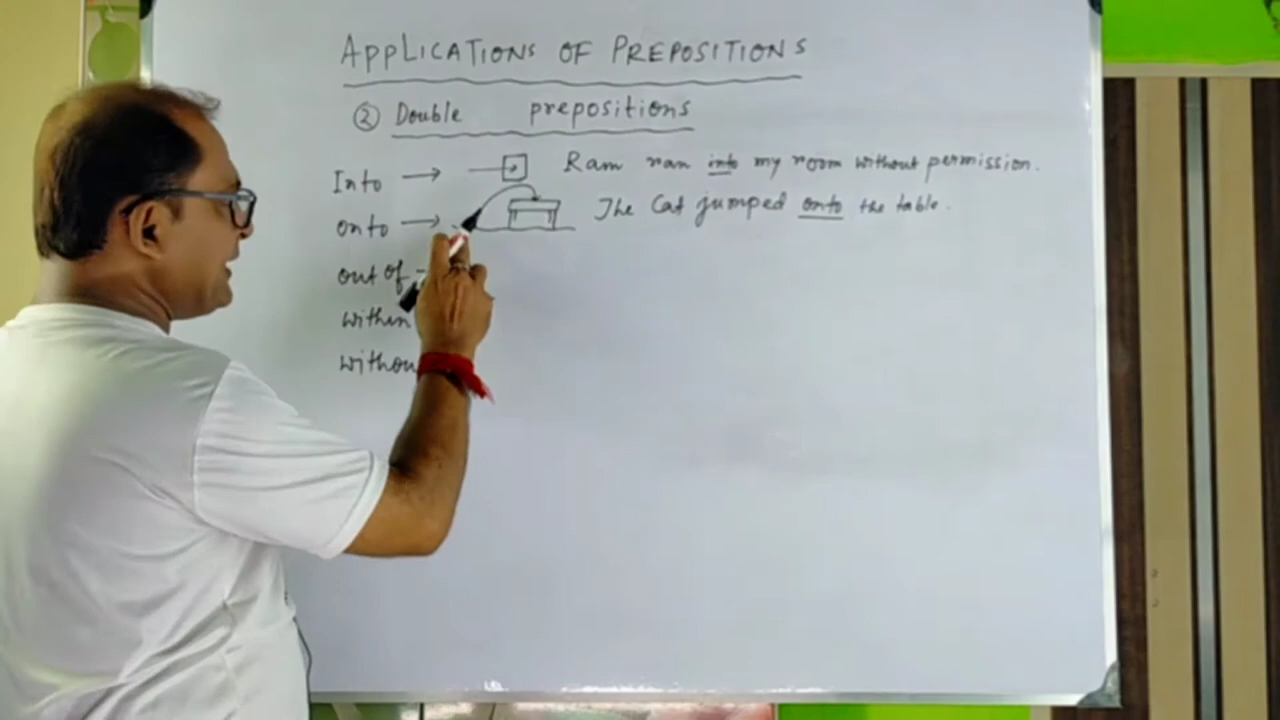 APPLICATIONS OF PREPOSITIONS
② Double prepositions
Into → Ram ran into my room without permission.
onto → The Cat jumped onto the table.
out of
within